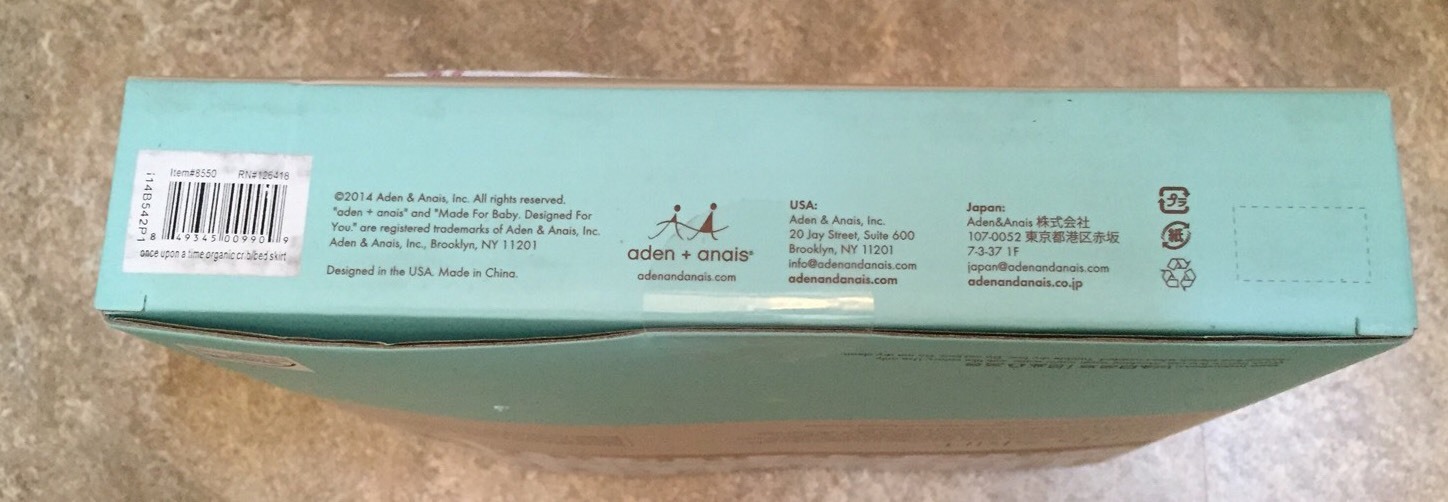 Item#8550 RN#126416
i14B542P1
8 49345 00990 9
once upon a time organic crib bed skirt
©2014 Aden & Anais, Inc. All rights reserved.
"aden + anais" and "Made For Baby. Designed For
You." are registered trademarks of Aden & Anais, Inc.
Aden & Anais, Inc., Brooklyn, NY 11201
Designed in the USA. Made in China.
aden + anais®
adenandanais.com
USA:
Aden & Anais, Inc.
20 Jay Street, Suite 600
Brooklyn, NY 11201
info@adenandanais.com
adenandanais.com
Japan:
Aden&Anais 株式会社
107-0052 東京都港区赤坂
7-3-37 1F
japan@adenandanais.com
adenandanais.co.jp
プラ
紙